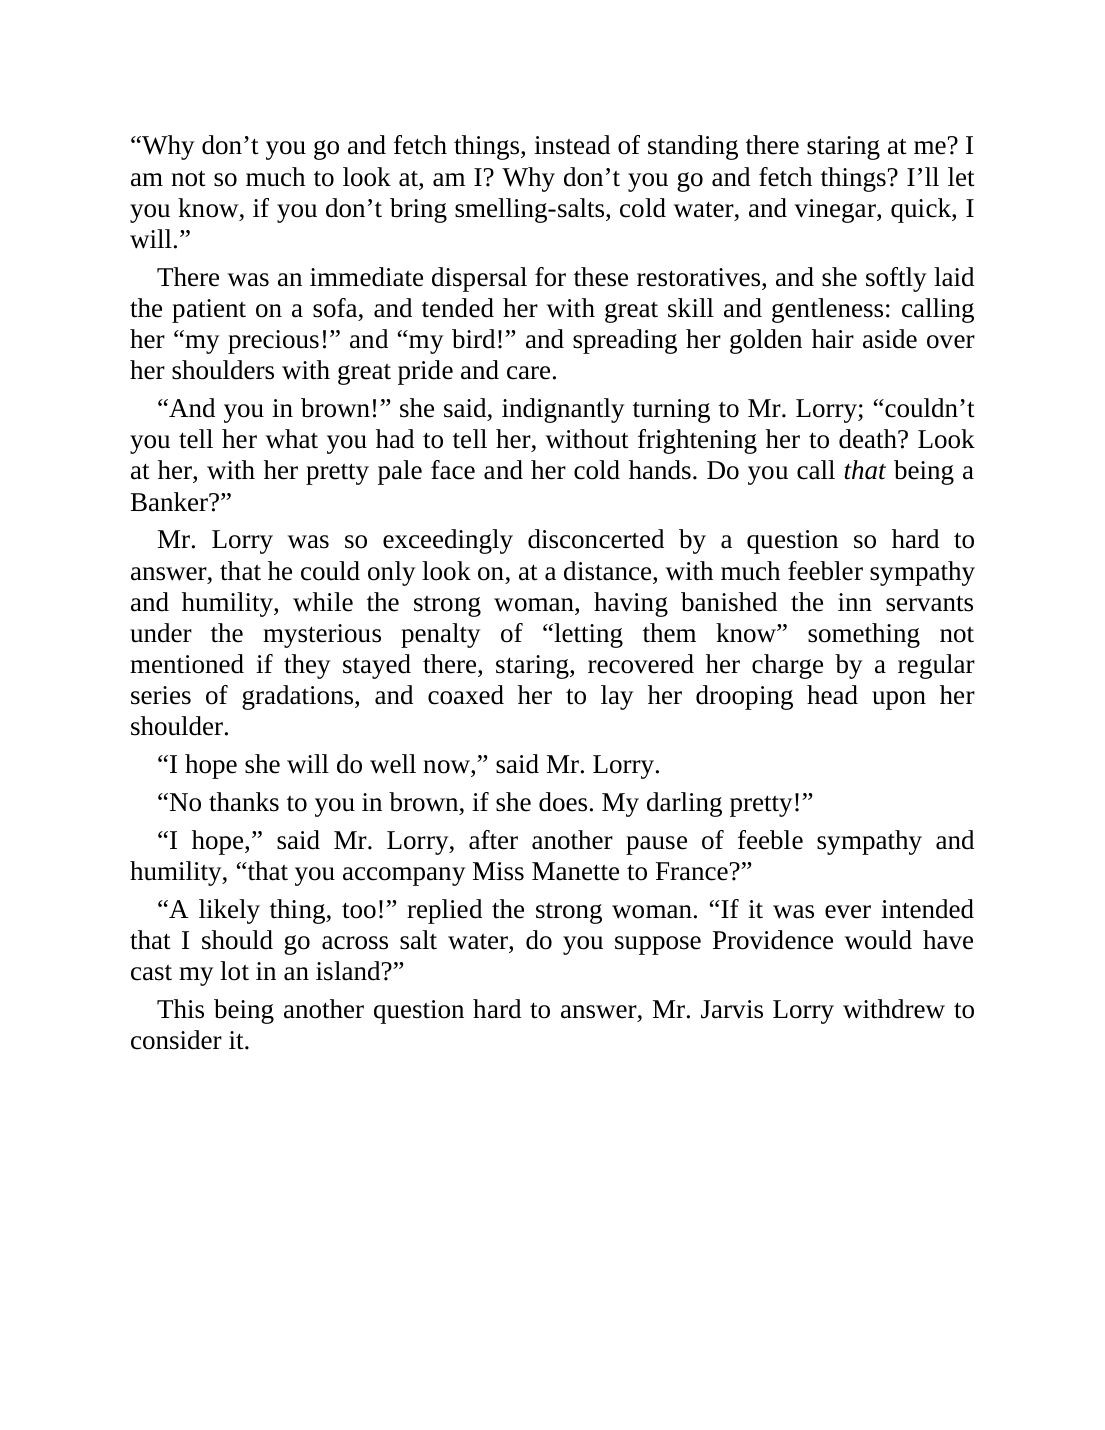 “Why don’t you go and fetch things, instead of standing there staring at me? I
am not so much to look at, am I? Why don’t you go and fetch things? I’ll let
you know, if you don’t bring smelling-salts, cold water, and vinegar, quick, I
will.”
There was an immediate dispersal for these restoratives, and she softly laid
the patient on a sofa, and tended her with great skill and gentleness: calling
her “my precious!” and “my bird!” and spreading her golden hair aside over
her shoulders with great pride and care.
“And you in brown!” she said, indignantly turning to Mr. Lorry; “couldn’t
you tell her what you had to tell her, without frightening her to death? Look
at her, with her pretty pale face and her cold hands. Do you call that being a
Banker?”
Mr. Lorry was so exceedingly disconcerted by a question so hard to
answer, that he could only look on, at a distance, with much feebler sympathy
and humility, while the strong woman, having banished the inn servants
under the mysterious penalty of “letting them know” something not
mentioned if they stayed there, staring, recovered her charge by a regular
series of gradations, and coaxed her to lay her drooping head upon her
shoulder.
“I hope she will do well now,” said Mr. Lorry.
“No thanks to you in brown, if she does. My darling pretty!”
“I hope,” said Mr. Lorry, after another pause of feeble sympathy and
humility, “that you accompany Miss Manette to France?”
“A likely thing, too!” replied the strong woman. “If it was ever intended
that I should go across salt water, do you suppose Providence would have
cast my lot in an island?”
This being another question hard to answer, Mr. Jarvis Lorry withdrew to
consider it.